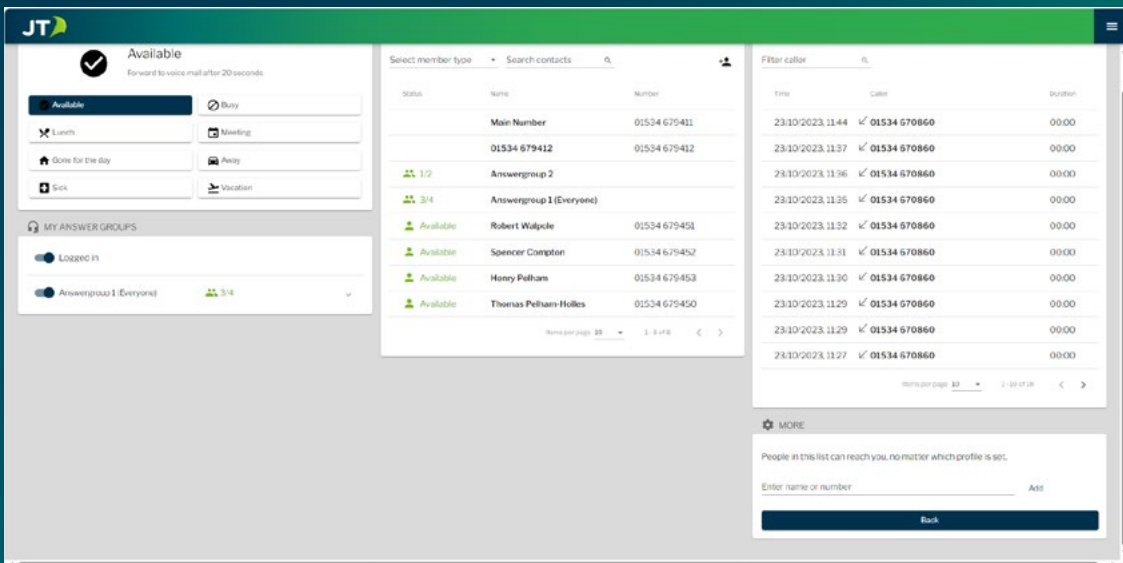 JT
Available
Forward to voice mail after 20 seconds
Available
Busy
Lunch
Meeting
Gone for the day
Away
Sick
Vacation
MY ANSWER GROUPS
Logged in
Answergroup 1 (Everyone) 3/4
Select member type Search contacts
Status Name Number
Main Number 01534 679411
01534 679412 01534 679412
1/2 Answergroup 2
3/4 Answergroup 1 (Everyone)
Available Robert Walpole 01534 679451
Available Spencer Compton 01534 679452
Available Henry Pelham 01534 679453
Available Thomas Pelham-Holles 01534 679450
Items per page 10 1 - 8 of 8
Filter caller
Time Caller Duration
23/10/2023, 11:44 01534 670860 00:00
23/10/2023, 11:37 01534 670860 00:00
23/10/2023, 11:36 01534 670860 00:00
23/10/2023, 11:35 01534 670860 00:00
23/10/2023, 11:32 01534 670860 00:00
23/10/2023, 11:31 01534 670860 00:00
23/10/2023, 11:30 01534 670860 00:00
23/10/2023, 11:29 01534 670860 00:00
23/10/2023, 11:29 01534 670860 00:00
23/10/2023, 11:27 01534 670860 00:00
Items per page 10
MORE
People in this list can reach you, no matter which profile is set.
Enter name or number Add
Back